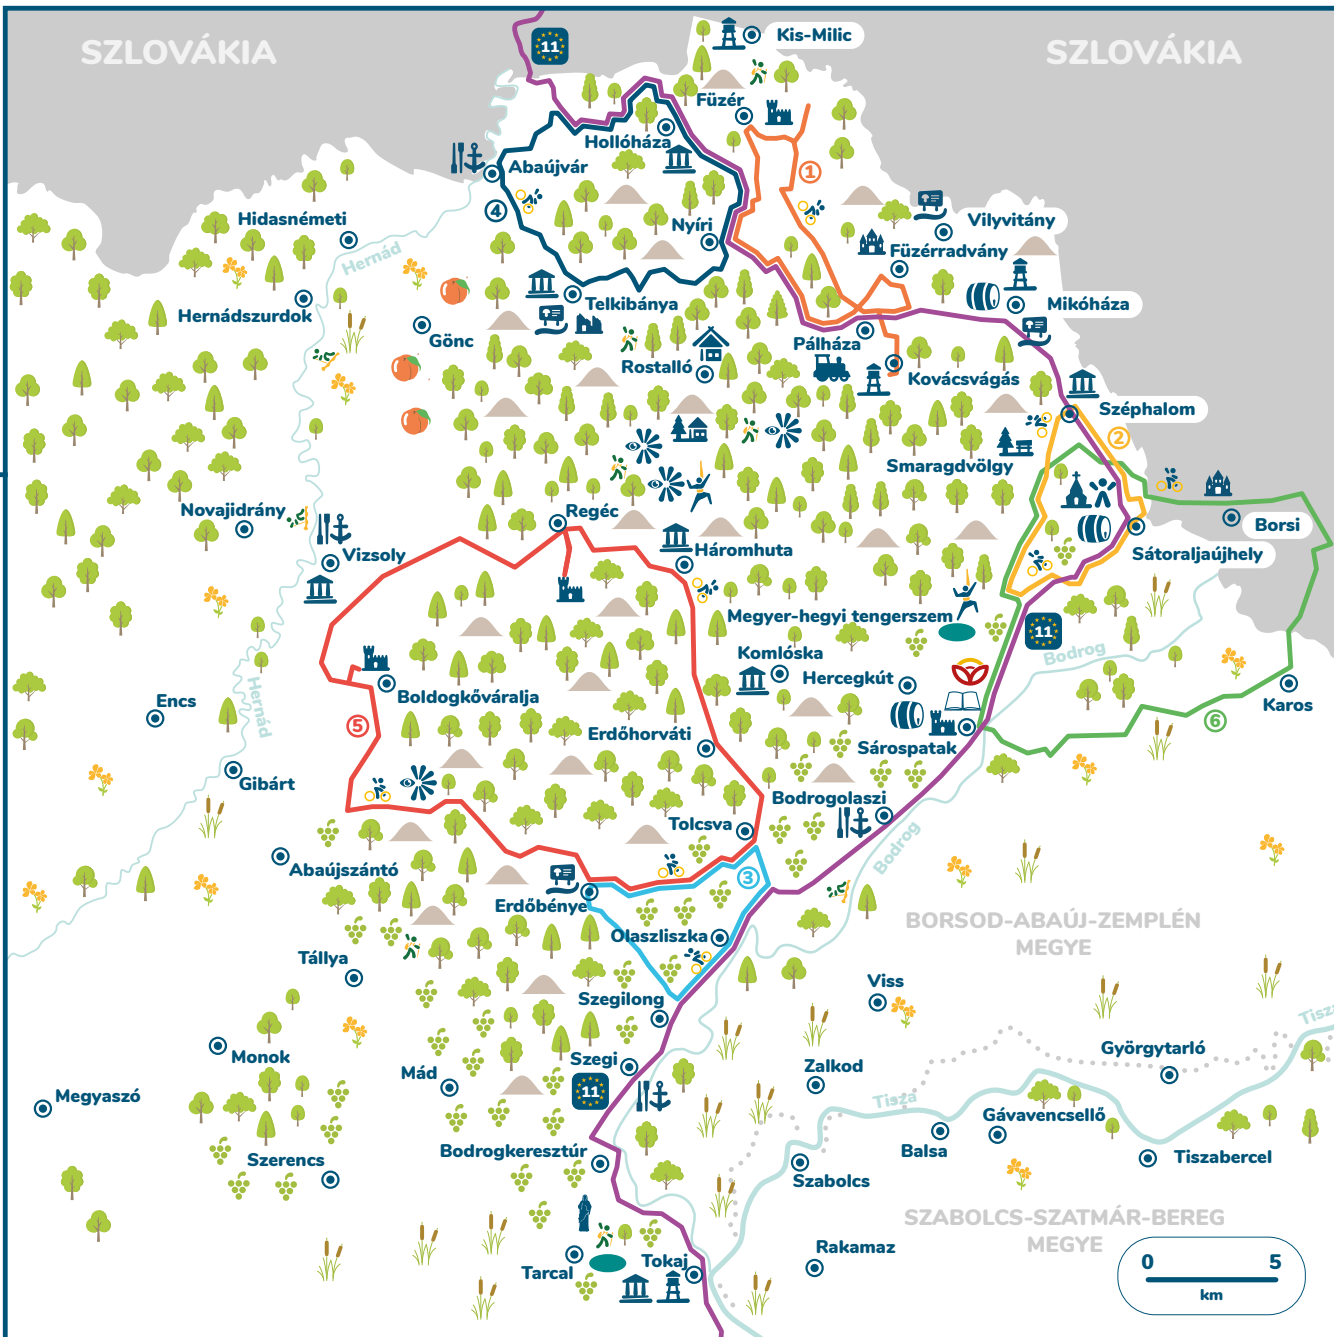 SZLOVÁKIA
SZLOVÁKIA
11
Kis-Milic
Füzér
Hollóháza
Abaújvár
1
4
Hidasnémeti
Nyíri
Vilyvitány
Hernád
Füzérradvány
Telkibánya
Mikóháza
Hernádszurdok
Gönc
Pálháza
Rostalló
Kovácsvágás
Széphalom
2
Smaragdvölgy
Novajidrány
Regéc
Borsi
Vizsoly
Háromhuta
Sátoraljaújhely
Megyer-hegyi tengerszem
11
Komlóska
Bodrog
Hercegkút
Boldogkőváralja
Hernád
Encs
Karos
5
Erdőhorváti
Sárospatak
6
Gibárt
Bodrogolaszi
Tolcsva
Bodrog
Abaújszántó
3
Erdőbénye
BORSOD-ABAÚJ-ZEMPLÉN
MEGYE
Olaszliszka
Tállya
Viss
Szegilong
Tisza
Monok
Szegi
Györgytarló
Mád
11
Zalkod
Megyaszó
Tisza
Gávavencsellő
Balsa
Bodrogkeresztúr
Szerencs
Tiszabercel
Szabolcs
SZABOLCS-SZATMÁR-BEREG
MEGYE
Rakamaz
Tokaj
Tarcal
0 5
km